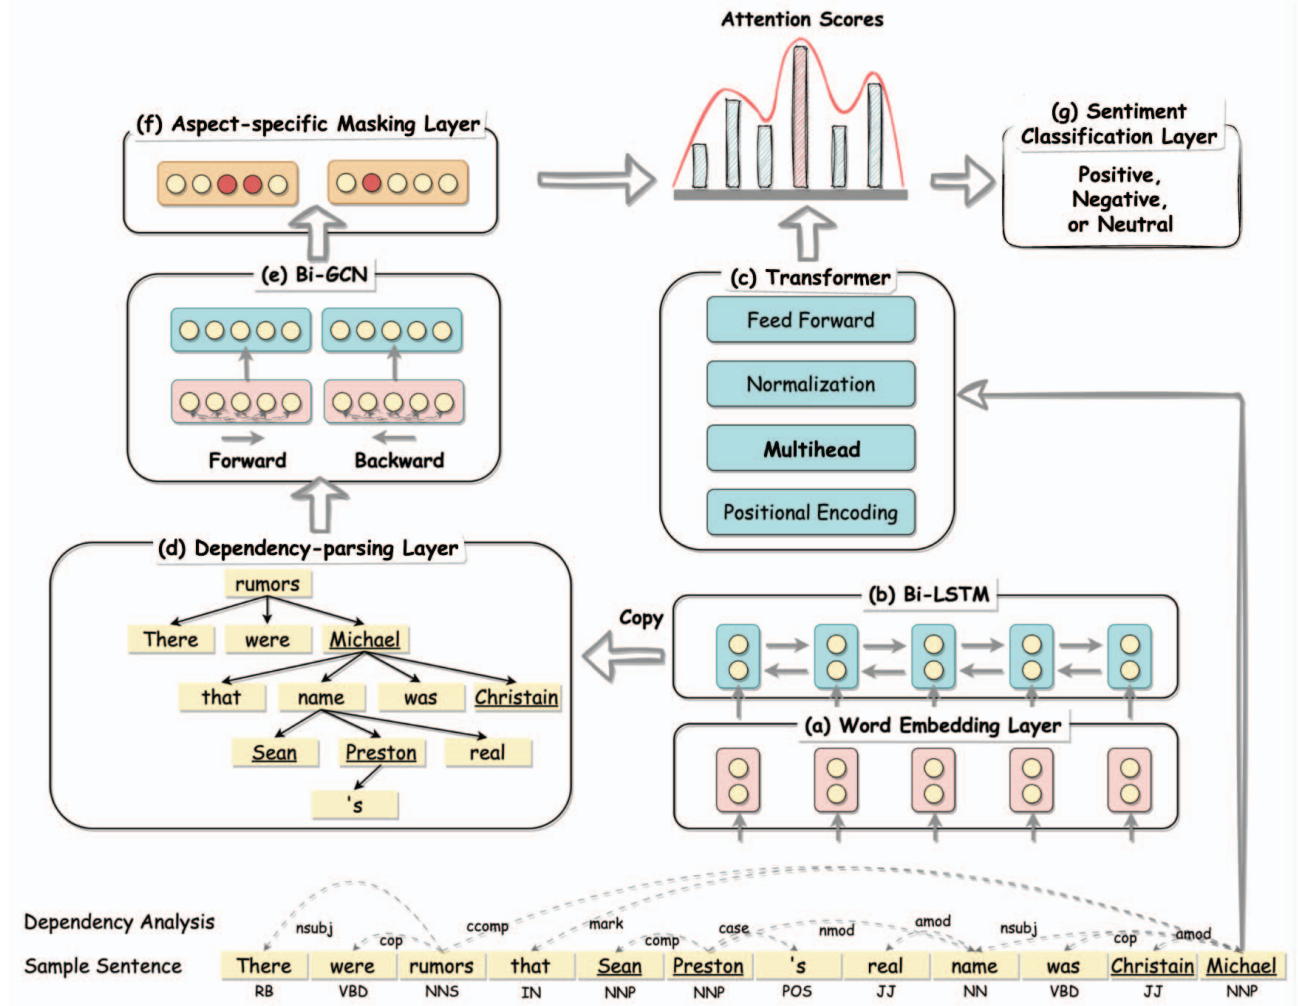 Attention Scores
(f) Aspect-specific Masking Layer
(g) Sentiment
Classification Layer
Positive,
Negative,
or Neutral
(e) Bi-GCN
Forward
Backward
(c) Transformer
Feed Forward
Normalization
Multihead
Positional Encoding
(d) Dependency-parsing Layer
rumors
There were Michael
that name was Christain
Sean Preston real
's
Copy
(b) Bi-LSTM
(a) Word Embedding Layer
Dependency Analysis
nsubj cop ccomp mark comp case nmod amod nsubj cop amod
Sample Sentence There were rumors that Sean Preston 's real name was Christain Michael
RB VBD NNS IN NNP NNP POS JJ NN VBD JJ NNP